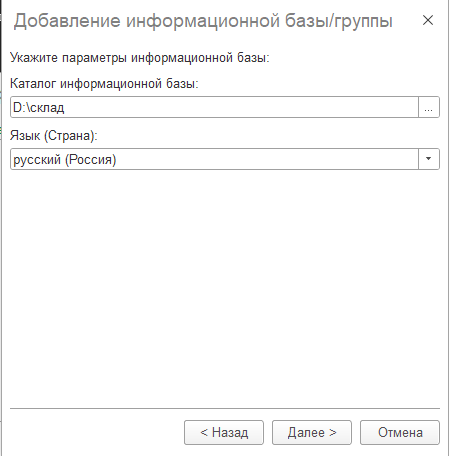 Добавление информационной базы/группы
Укажите параметры информационной базы:
Каталог информационной базы:
D:\склад
...
Язык (Страна):
русский (Россия)
< Назад
Далее >
Отмена